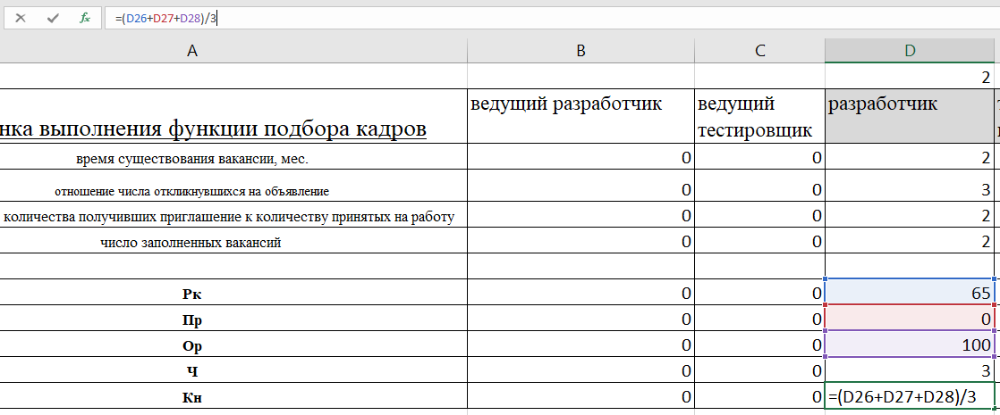 =(D26+D27+D28)/3
A B C D
2
нка выполнения функции подбора кадров ведущий разработчик ведущий тестировщик разработчик
время существования вакансии, мес. 0 0 2
отношение числа откликнувшихся на объявление 0 0 3
количества получивших приглашение к количеству принятых на работу 0 0 2
число заполненных вакансий 0 0 2
Рк 0 0 65
Пр 0 0 0
Ор 0 0 100
Ч 0 0 3
Кн 0 0 =(D26+D27+D28)/3